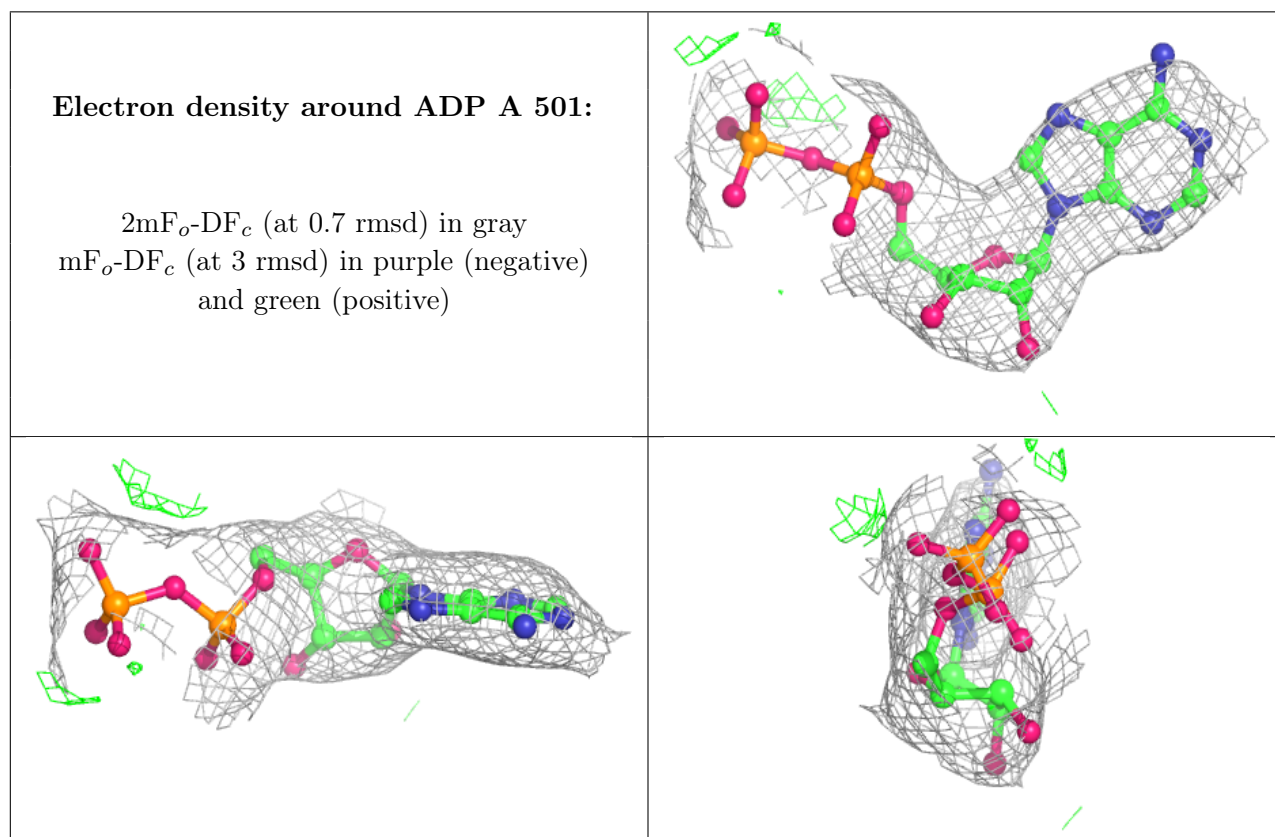 Electron density around ADP A 501:
2mFo-DFc (at 0.7 rmsd) in gray
mFo-DFc (at 3 rmsd) in purple (negative)
and green (positive)